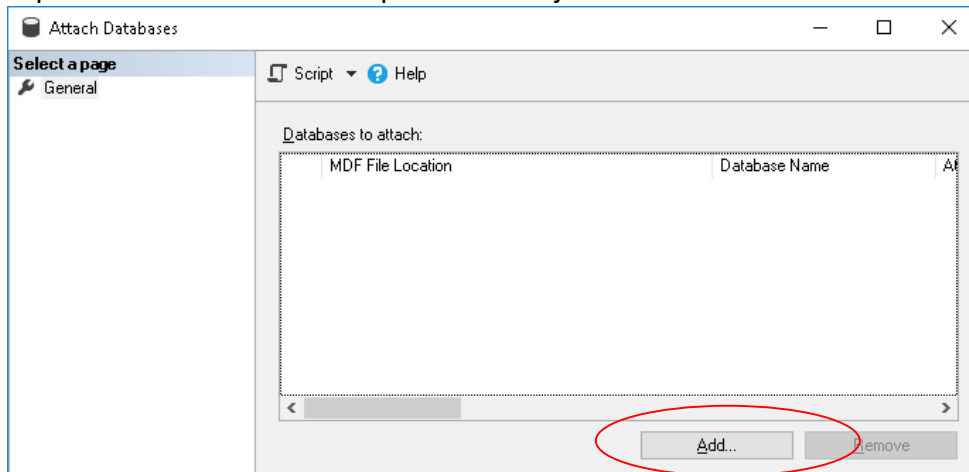 Attach Databases
Select a page
General
Script Help
Databases to attach:
MDF File Location Database Name
Add... Remove